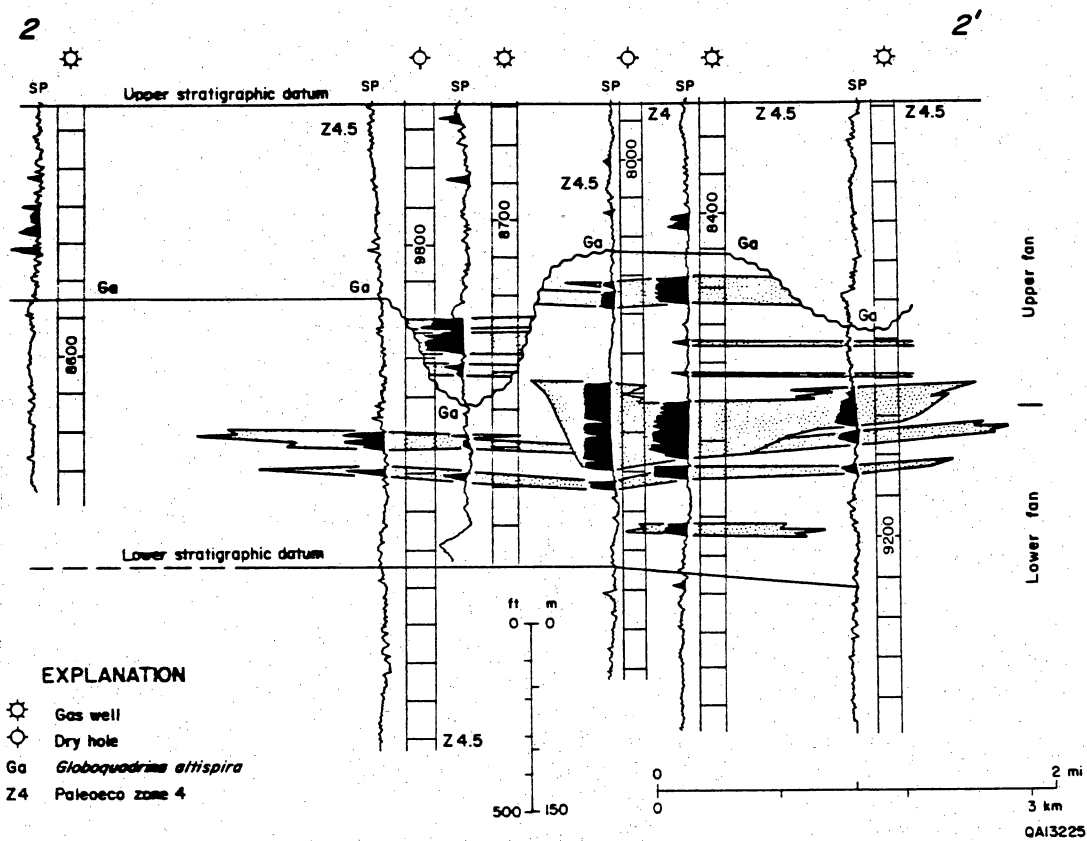 2
2'
SP
SP
SP
SP
SP
SP
Upper stratigraphic datum
Z4.5
Z4.5
Z4
Z4.5
Z4.5
8600
9800
8700
8000
8400
9200
Ga
Ga
Ga
Ga
Ga
Ga
Upper fan
Lower fan
Lower stratigraphic datum
ft m
0 0
500 150
Z4.5
EXPLANATION
Gas well
Dry hole
Ga Globoquadrina altispira
Z4 Paleoeco zone 4
0 2 mi
0 3 km
QA13225